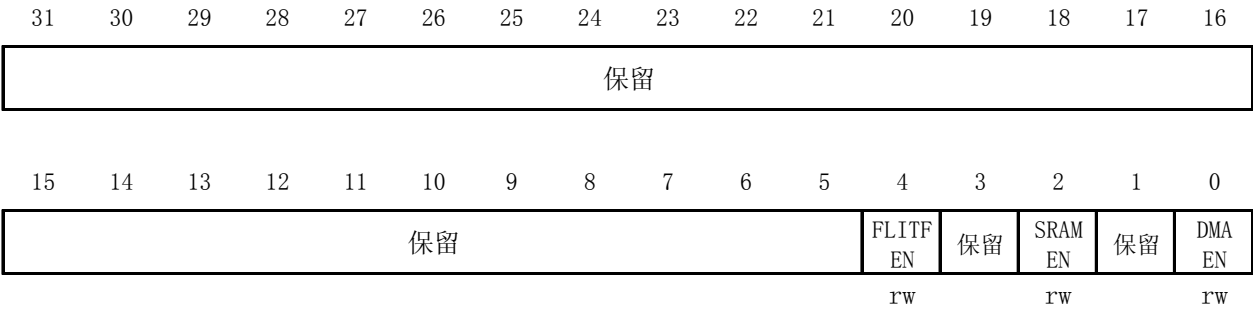 31 30 29 28 27 26 25 24 23 22 21 20 19 18 17 16
保留
15 14 13 12 11 10 9 8 7 6 5 4 3 2 1 0
保留 FLITF EN 保留 SRAM EN 保留 DMA EN
rw rw rw